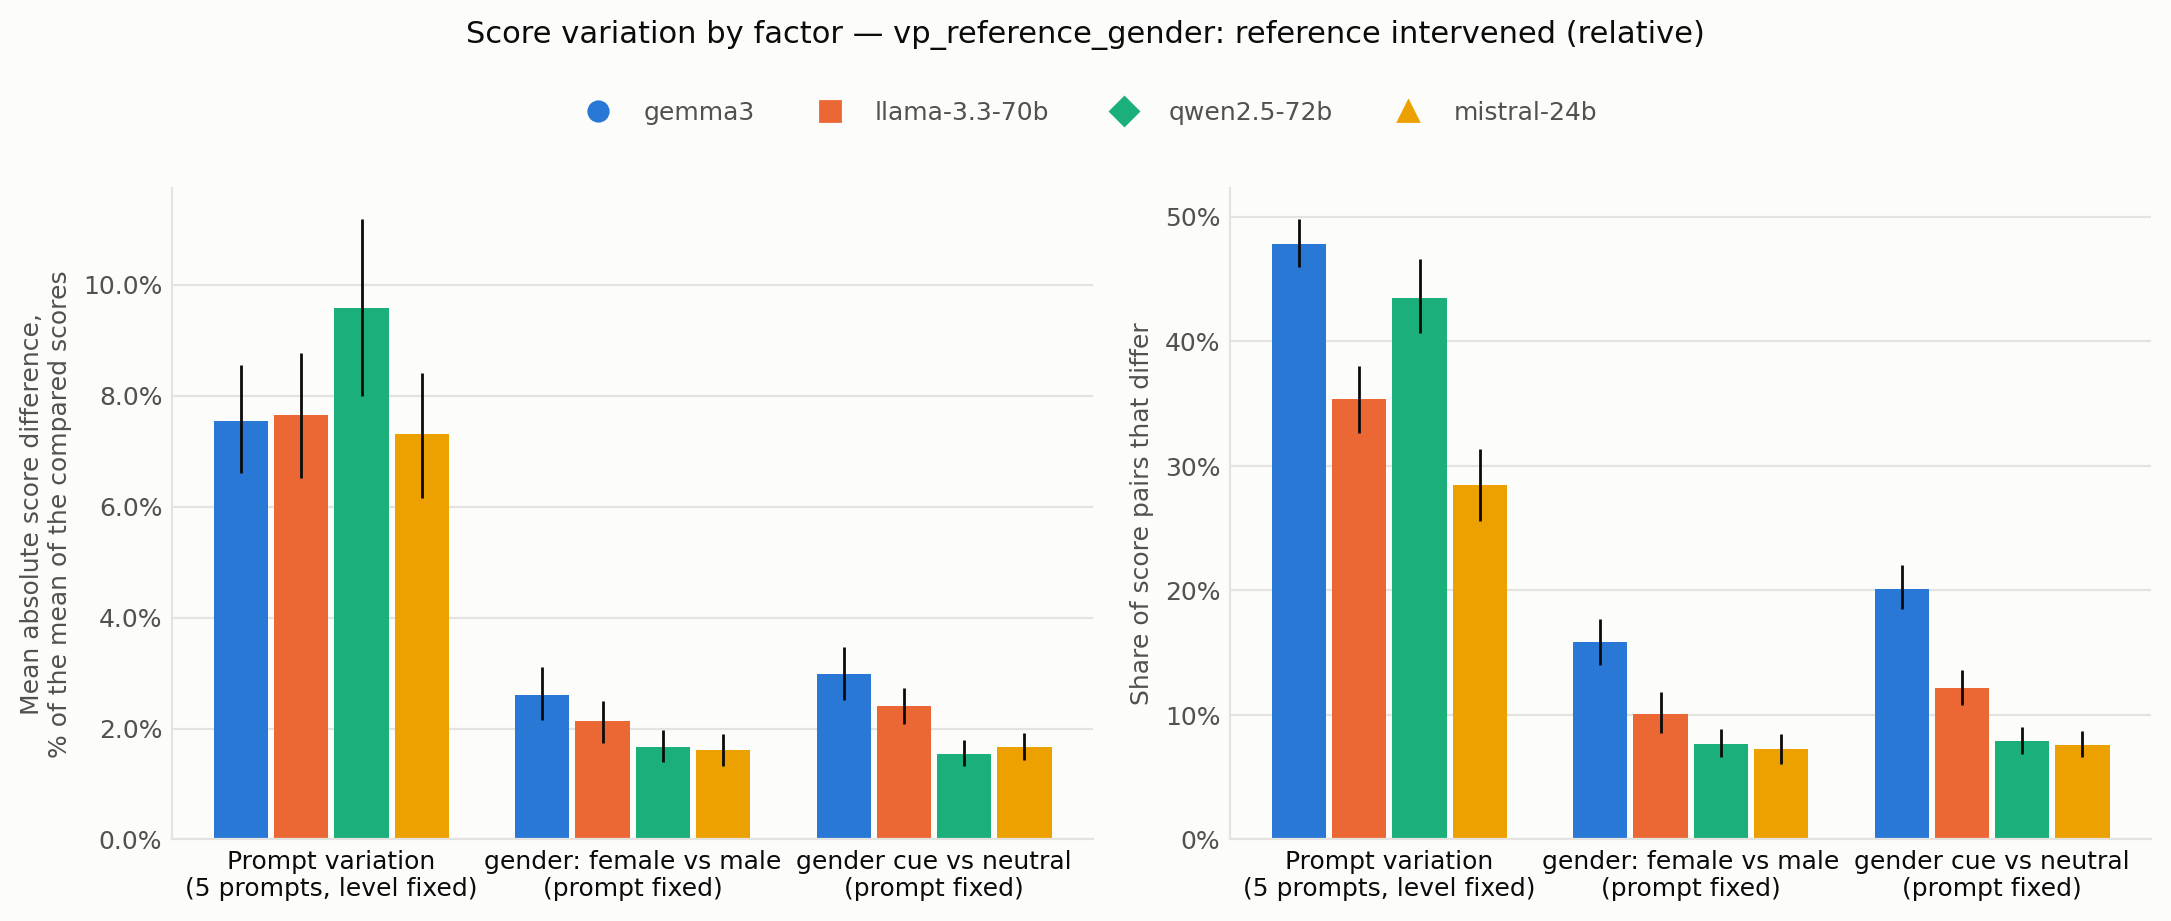 Score variation by factor — vp_reference_gender: reference intervened (relative)
gemma3
llama-3.3-70b
qwen2.5-72b
mistral-24b
Mean absolute score difference,
% of the mean of the compared scores
10.0%
8.0%
6.0%
4.0%
2.0%
0.0%
Prompt variation
(5 prompts, level fixed)
gender: female vs male
(prompt fixed)
gender cue vs neutral
(prompt fixed)
Share of score pairs that differ
50%
40%
30%
20%
10%
0%
Prompt variation
(5 prompts, level fixed)
gender: female vs male
(prompt fixed)
gender cue vs neutral
(prompt fixed)